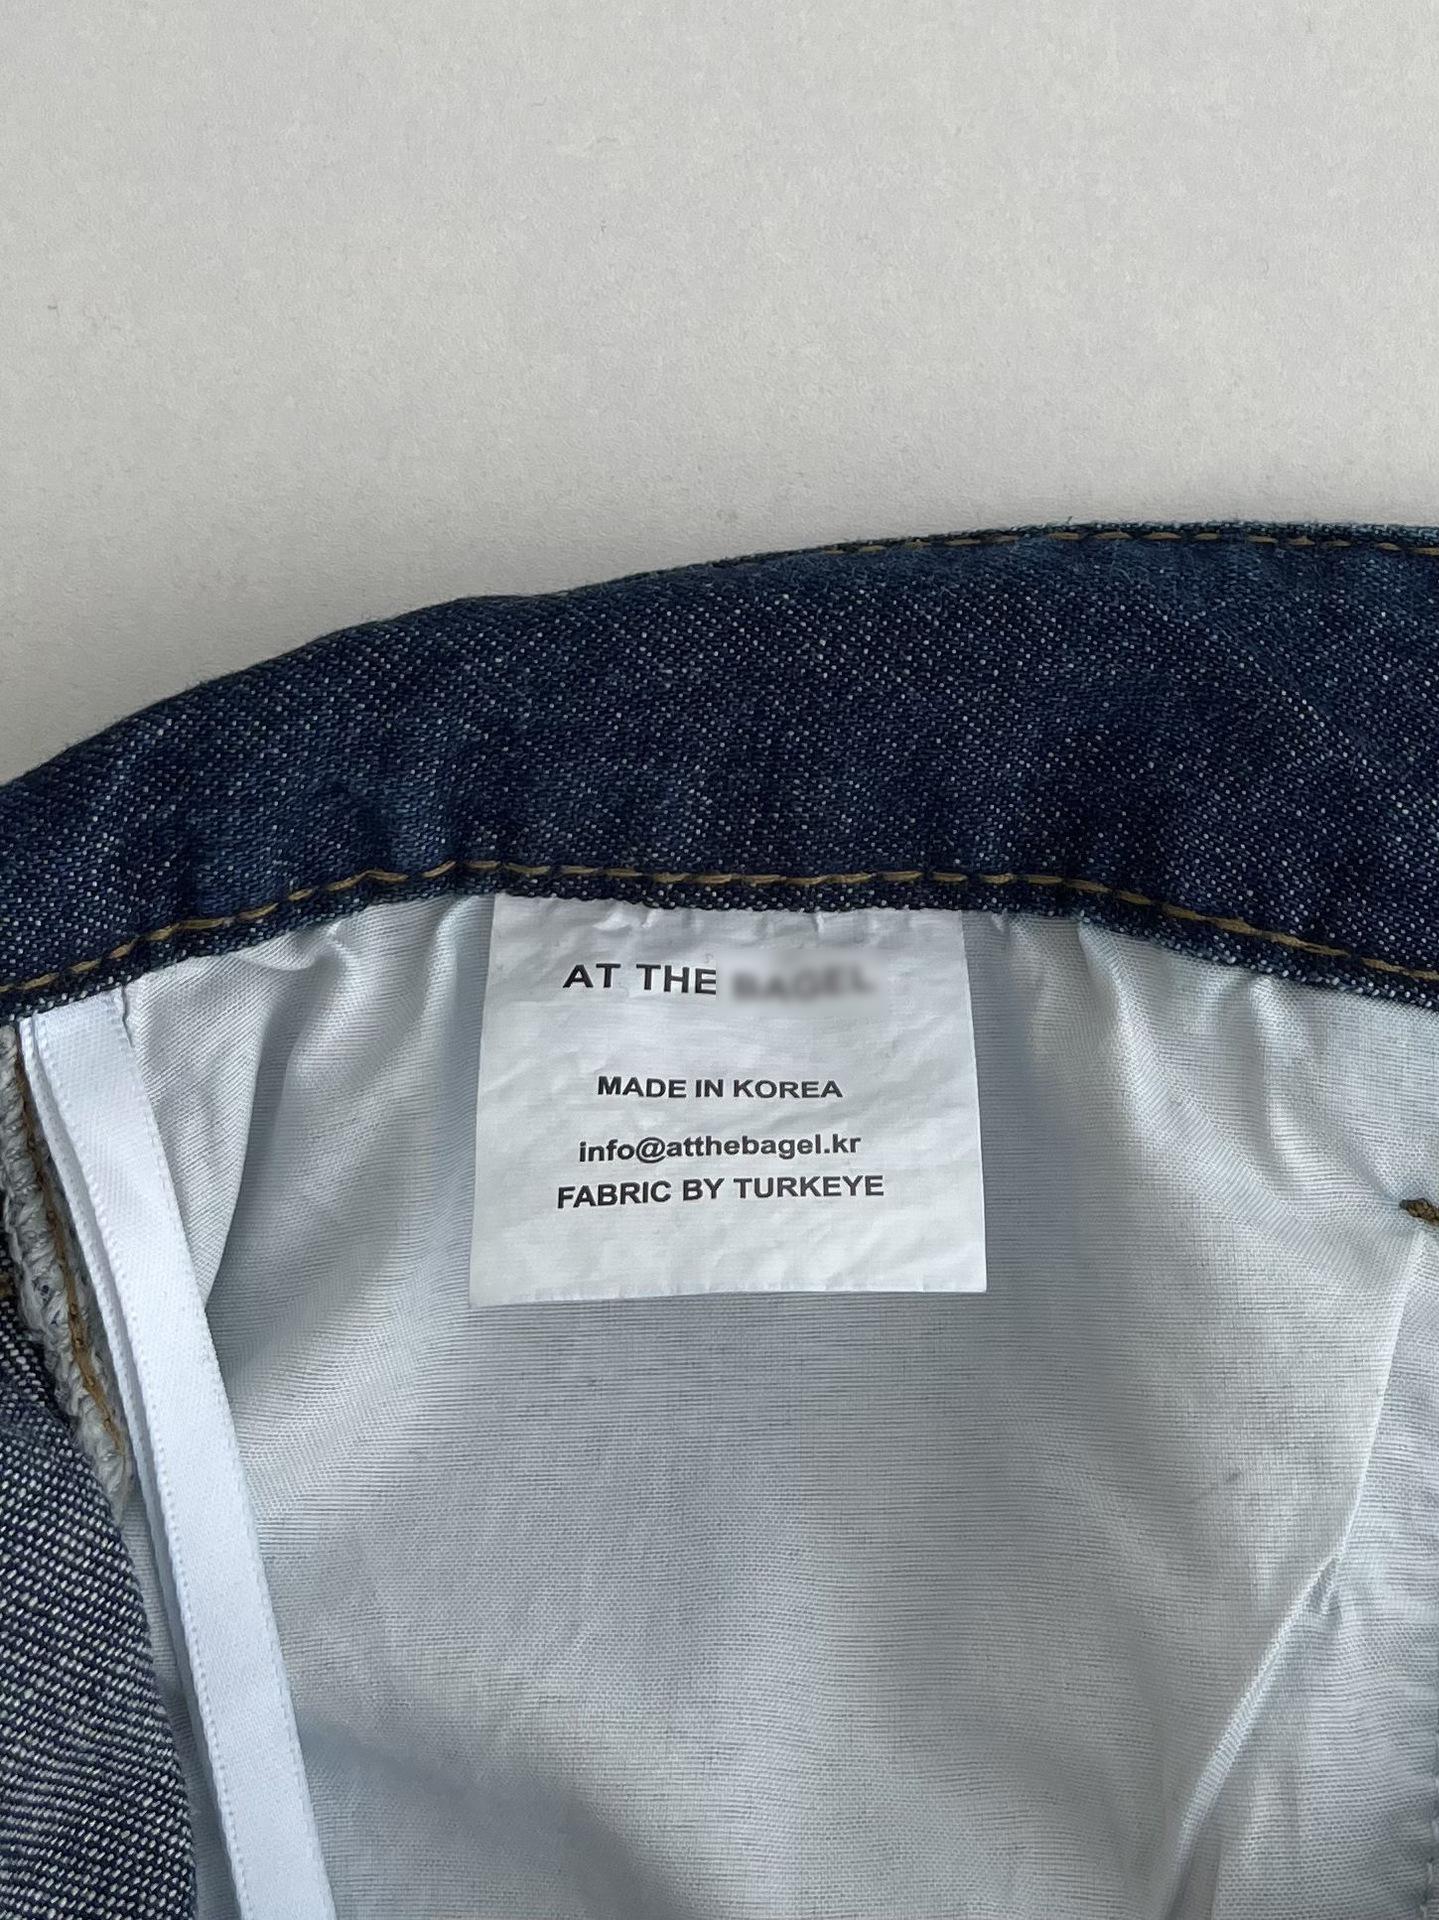 AT THE
MADE IN KOREA
info@atthebagel.kr
FABRIC BY TURKEYE